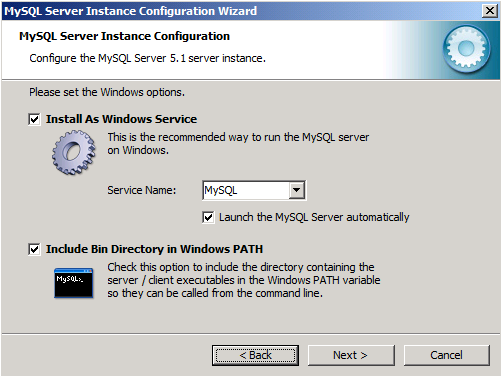 MySQL Server Instance Configuration Wizard
MySQL Server Instance Configuration
Configure the MySQL Server 5.1 server instance.
Please set the Windows options.
Install As Windows Service
This is the recommended way to run the MySQL server
on Windows.
Service Name: MySQL
Launch the MySQL Server automatically
Include Bin Directory in Windows PATH
Check this option to include the directory containing the
server / client executables in the Windows PATH variable
so they can be called from the command line.
MySQL>_
< Back Next > Cancel